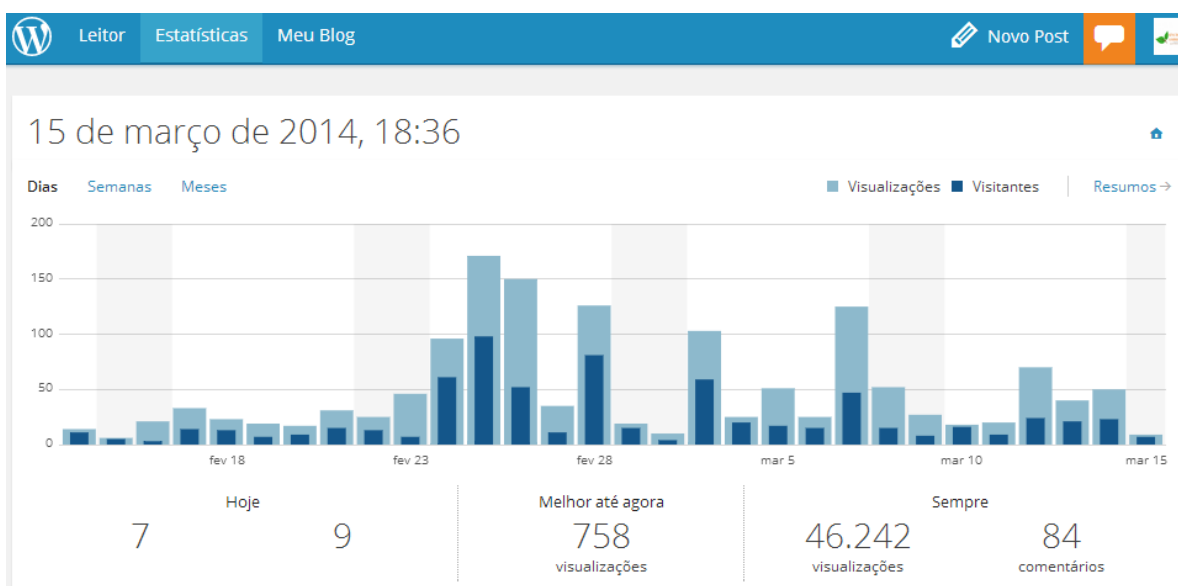 Leitor Estatísticas Meu Blog Novo Post
15 de março de 2014, 18:36
Dias Semanas Meses Visualizações Visitantes Resumos →
200
150
100
50
0
fev 18 fev 23 fev 28 mar 5 mar 10 mar 15
Hoje Melhor até agora Sempre
7 9 758 46.242 84
visualizações visualizações comentários